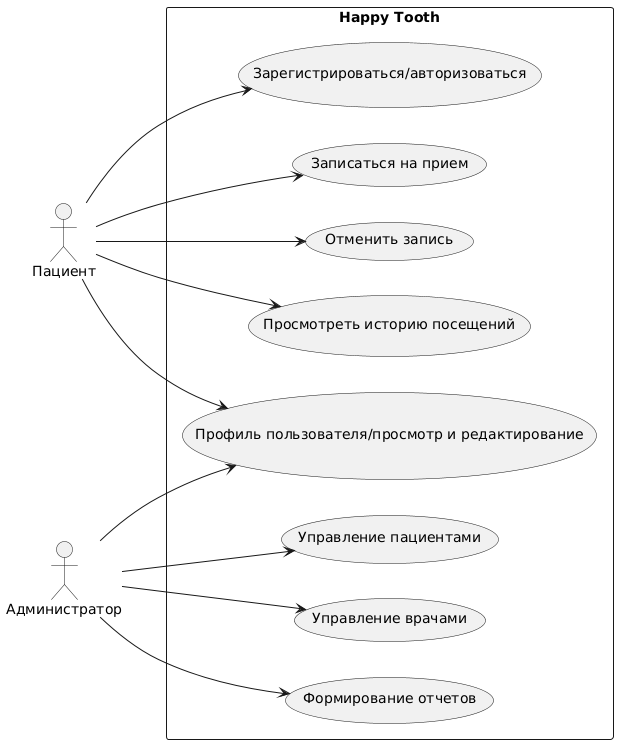 Happy Tooth
Зарегистрироваться/авторизоваться
Записаться на прием
Отменить запись
Пациент
Просмотреть историю посещений
Профиль пользователя/просмотр и редактирование
Управление пациентами
Администратор
Управление врачами
Формирование отчетов